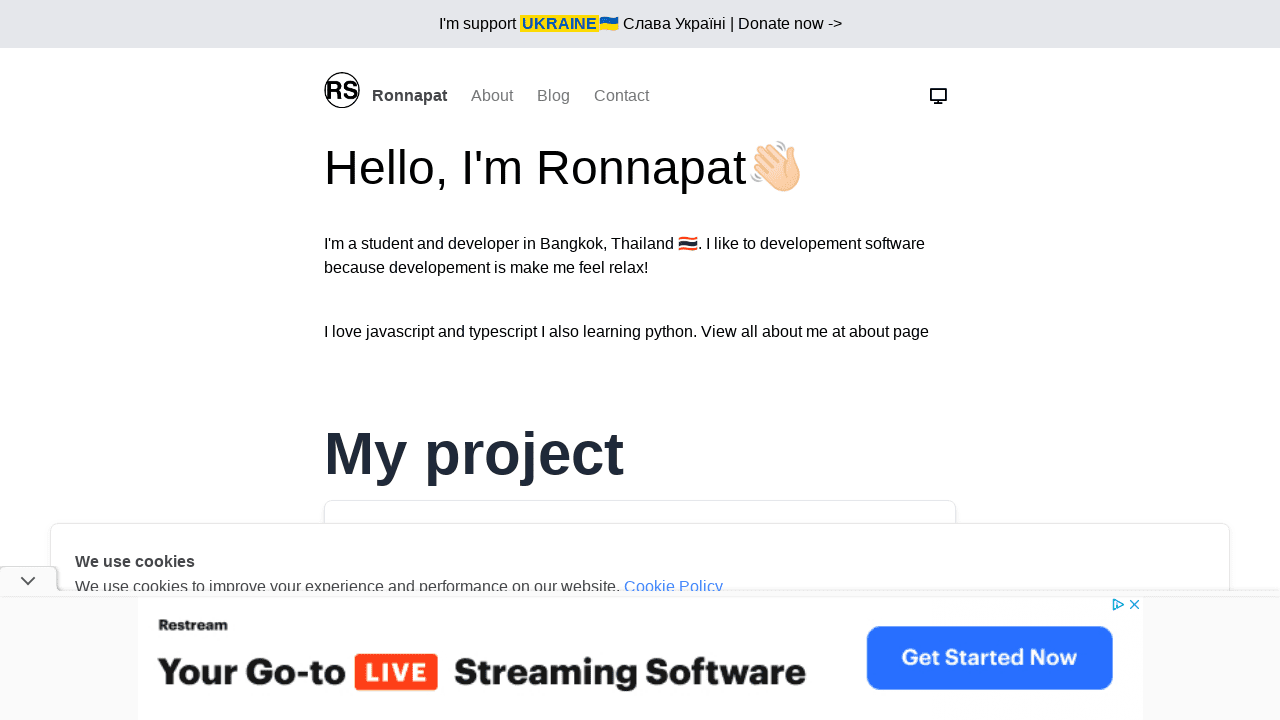 I'm support UKRAINE🇺🇦 Слава Україні | Donate now ->
RS Ronnapat About Blog Contact
Hello, I'm Ronnapat👋🏻
I'm a student and developer in Bangkok, Thailand 🇹🇭. I like to developement software
because developement is make me feel relax!
I love javascript and typescript I also learning python. View all about me at about page
My project
We use cookies
We use cookies to improve your experience and performance on our website. Cookie Policy
Restream
Your Go-to LIVE Streaming Software
Get Started Now